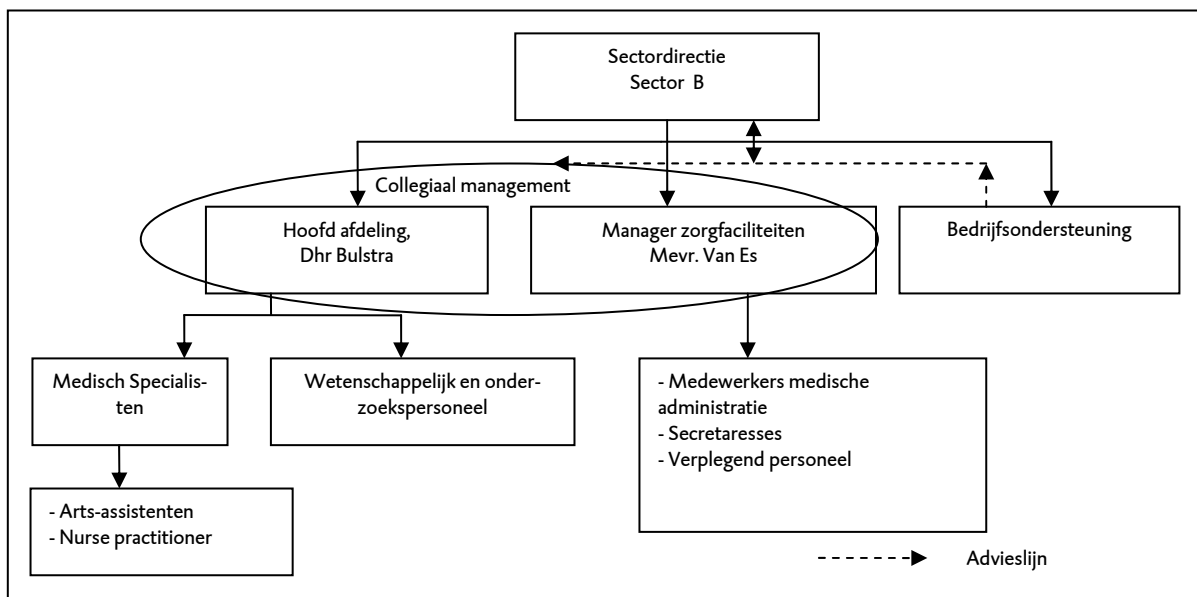 Sectordirectie
Sector B
Collegiaal management
Hoofd afdeling,
Dhr Bulstra
Manager zorgfaciliteiten
Mevr. Van Es
Bedrijfsondersteuning
Medisch Specialis-
ten
Wetenschappelijk en onder-
zoekspersoneel
- Medewerkers medische
administratie
- Secretaresses
- Verplegend personeel
- Arts-assistenten
- Nurse practitioner
Advieslijn